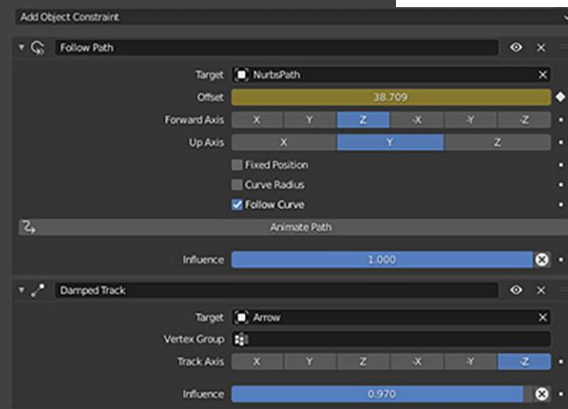 Add Object Constraint
Follow Path
Target NurbsPath
Offset 38.709
Forward Axis X Y Z -X -Y -Z
Up Axis X Y Z
Fixed Position
Curve Radius
Follow Curve
Animate Path
Influence 1.000
Damped Track
Target Arrow
Vertex Group
Track Axis X Y Z -X -Y -Z
Influence 0.970